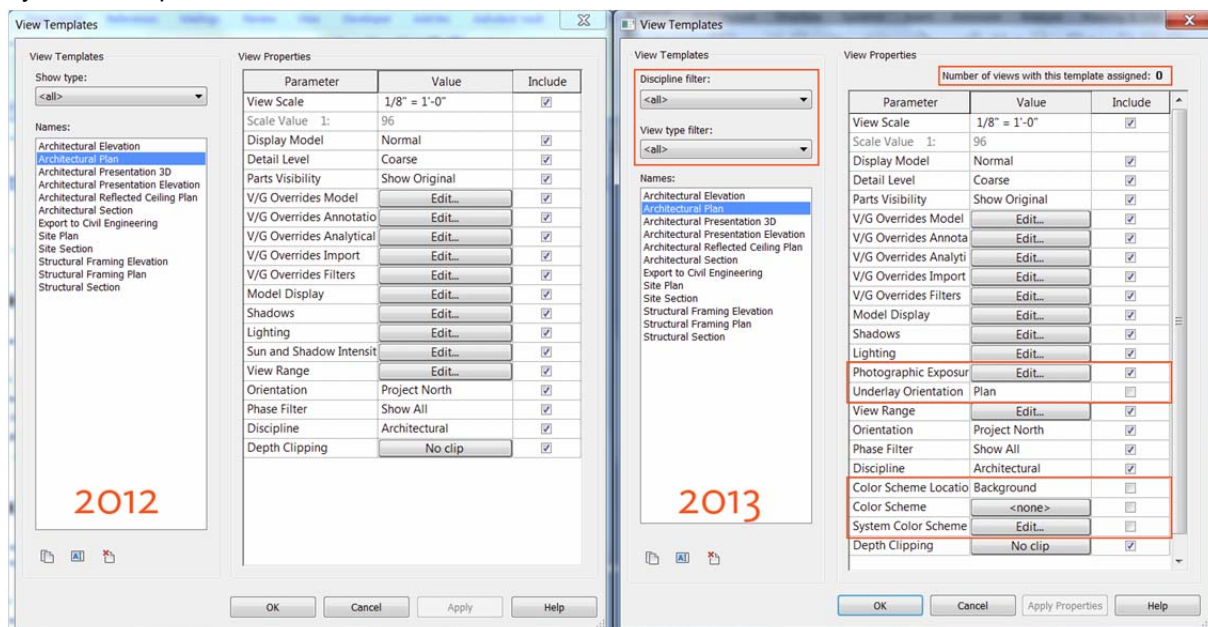 View Templates
View Templates
Show type:
<all>
Names:
Architectural Elevation
Architectural Plan
Architectural Presentation 3D
Architectural Presentation Elevation
Architectural Reflected Ceiling Plan
Architectural Section
Export to Civil Engineering
Site Plan
Site Section
Structural Framing Elevation
Structural Framing Plan
Structural Section
2012
View Properties
Parameter Value Include
View Scale 1/8" = 1'-0"
Scale Value 1: 96
Display Model Normal
Detail Level Coarse
Parts Visibility Show Original
V/G Overrides Model Edit...
V/G Overrides Annotatio Edit...
V/G Overrides Analytical Edit...
V/G Overrides Import Edit...
V/G Overrides Filters Edit...
Model Display Edit...
Shadows Edit...
Lighting Edit...
Sun and Shadow Intensit Edit...
View Range Edit...
Orientation Project North
Phase Filter Show All
Discipline Architectural
Depth Clipping No clip
OK Cancel Apply Help
View Templates
View Templates
Discipline filter:
<all>
View type filter:
<all>
Names:
Architectural Elevation
Architectural Plan
Architectural Presentation 3D
Architectural Presentation Elevation
Architectural Reflected Ceiling Plan
Architectural Section
Export to Civil Engineering
Site Plan
Site Section
Structural Framing Elevation
Structural Framing Plan
Structural Section
2013
View Properties
Number of views with this template assigned: 0
Parameter Value Include
View Scale 1/8" = 1'-0"
Scale Value 1: 96
Display Model Normal
Detail Level Coarse
Parts Visibility Show Original
V/G Overrides Model Edit...
V/G Overrides Annota Edit...
V/G Overrides Analyti Edit...
V/G Overrides Import Edit...
V/G Overrides Filters Edit...
Model Display Edit...
Shadows Edit...
Lighting Edit...
Photographic Exposur Edit...
Underlay Orientation Plan
View Range Edit...
Orientation Project North
Phase Filter Show All
Discipline Architectural
Color Scheme Locatio Background
Color Scheme <none>
System Color Scheme Edit...
Depth Clipping No clip
OK Cancel Apply Properties Help